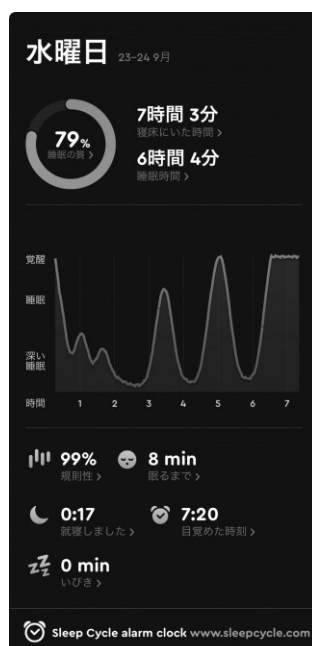 水曜日 23-24 9月
79%
睡眠の質 >
7時間 3分
寝床にいた時間 >
6時間 4分
睡眠時間 >
覚醒
睡眠
深い
睡眠
時間 1 2 3 4 5 6 7
99% 8 min
規則性 > 眠るまで >
0:17 7:20
就寝しました > 目覚めた時刻 >
0 min
いびき >
Sleep Cycle alarm clock www.sleepcycle.com